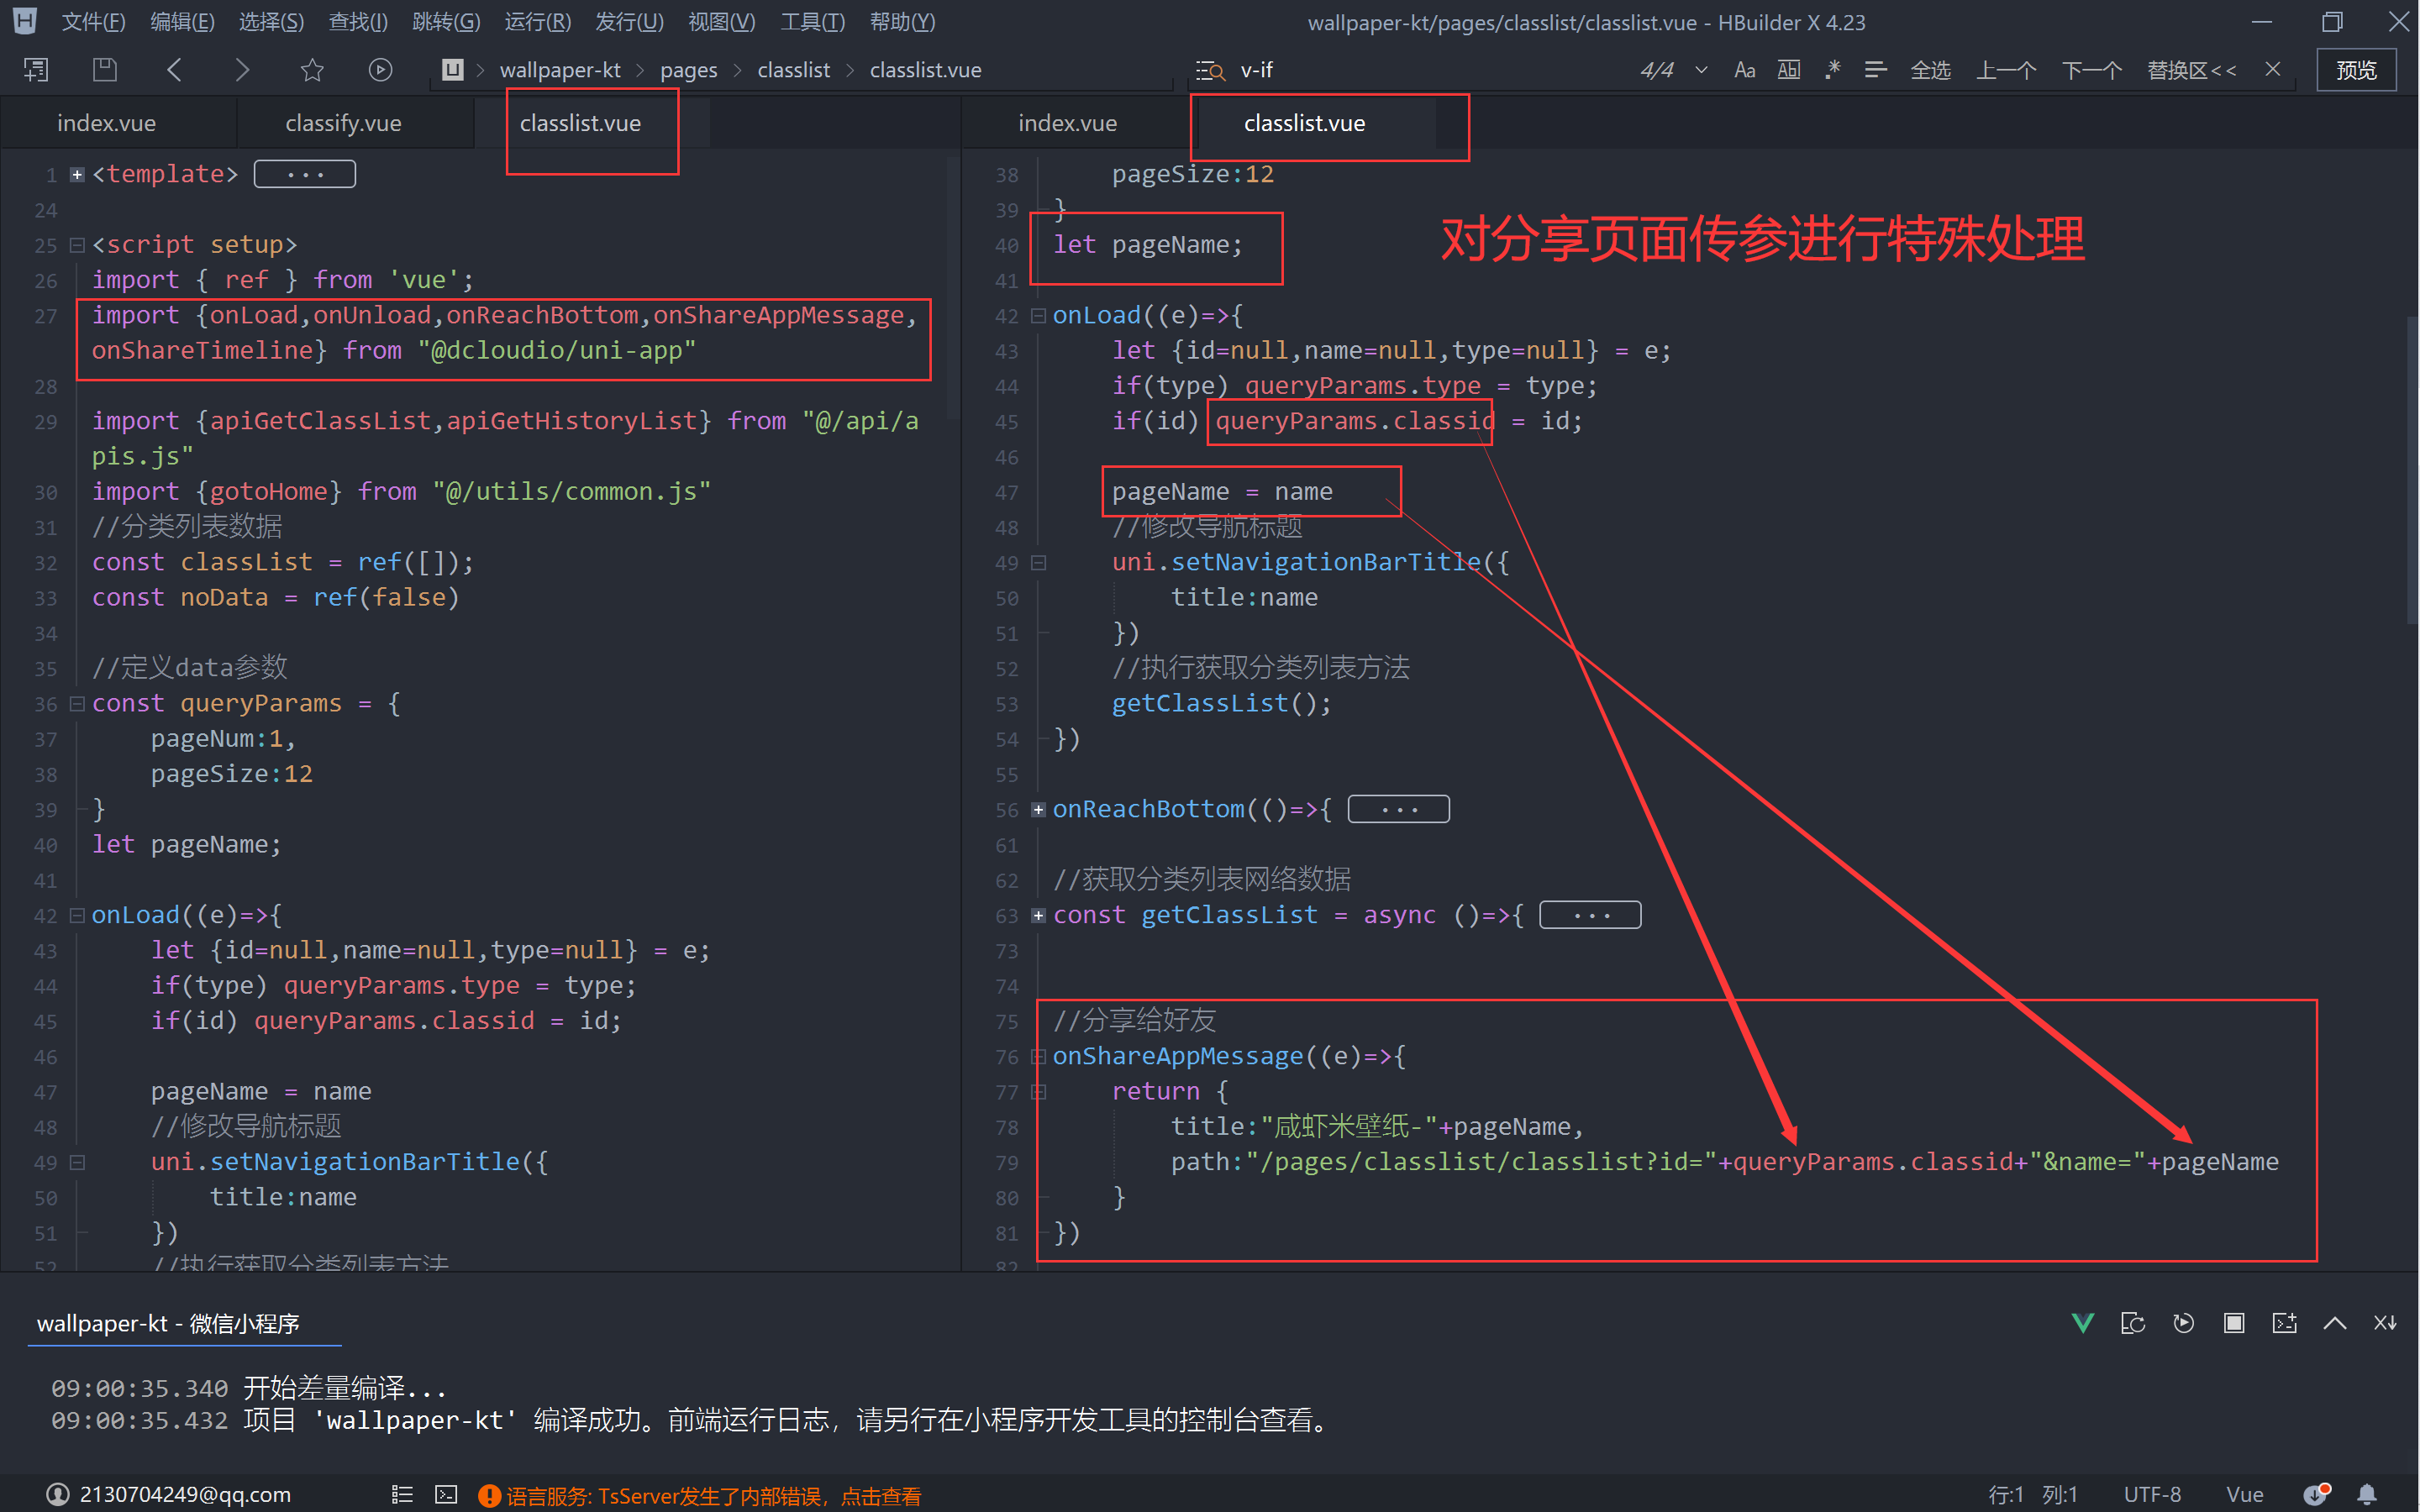 文件(F) 编辑(E) 选择(S) 查找(I) 跳转(G) 运行(R) 发行(U) 视图(V) 工具(T) 帮助(Y) wallpaper-kt/pages/classlist/classlist.vue - HBuilder X 4.23
wallpaper-kt > pages > classlist > classlist.vue v-if 4/4 Aa Ab .* 全选 上一个 下一个 替换区<< 预览
index.vue classify.vue classlist.vue
1 <template> ...
24
25 <script setup>
26 import { ref } from 'vue';
27 import {onLoad,onUnload,onReachBottom,onShareAppMessage,
onShareTimeline} from "@dcloudio/uni-app"
28
29 import {apiGetClassList,apiGetHistoryList} from "@/api/a
pis.js"
30 import {gotoHome} from "@/utils/common.js"
31 //分类列表数据
32 const classList = ref([]);
33 const noData = ref(false)
34
35 //定义data参数
36 const queryParams = {
37 pageNum:1,
38 pageSize:12
39 }
40 let pageName;
41
42 onLoad((e)=>{
43 let {id=null,name=null,type=null} = e;
44 if(type) queryParams.type = type;
45 if(id) queryParams.classid = id;
46
47 pageName = name
48 //修改导航标题
49 uni.setNavigationBarTitle({
50 title:name
51 })
52 //执行获取分类列表方法
index.vue classlist.vue
38 pageSize:12
39 }
40 let pageName;
对分享页面传参进行特殊处理
41
42 onLoad((e)=>{
43 let {id=null,name=null,type=null} = e;
44 if(type) queryParams.type = type;
45 if(id) queryParams.classid = id;
46
47 pageName = name
48 //修改导航标题
49 uni.setNavigationBarTitle({
50 title:name
51 })
52 //执行获取分类列表方法
53 getClassList();
54 })
55
56 onReachBottom(()=>{ ...
61
62 //获取分类列表网络数据
63 const getClassList = async ()=>{ ...
73
74
75 //分享给好友
76 onShareAppMessage((e)=>{
77 return {
78 title:"咸虾米壁纸-"+pageName,
79 path:"/pages/classlist/classlist?id="+queryParams.classid+"&name="+pageName
80 }
81 })
82
wallpaper-kt - 微信小程序
09:00:35.340 开始差量编译...
09:00:35.432 项目 'wallpaper-kt' 编译成功。前端运行日志，请另行在小程序开发工具的控制台查看。
2130704249@qq.com 语言服务: TsServer发生了内部错误，点击查看 行:1 列:1 UTF-8 Vue